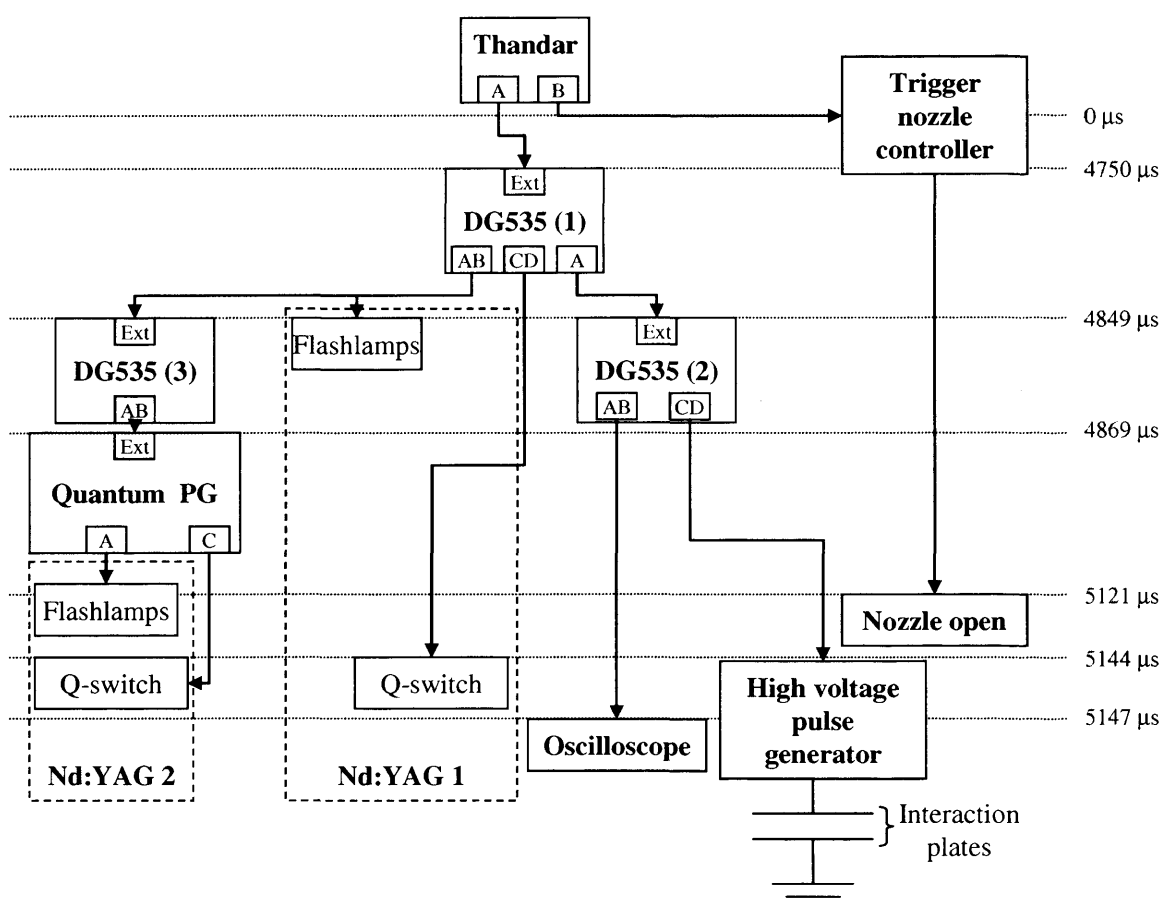 Thandar
A B
Trigger
nozzle
controller
0 µs
4750 µs
Ext
DG535 (1)
AB CD A
4849 µs
Ext
DG535 (3)
AB
Flashlamps
Ext
DG535 (2)
AB CD
4869 µs
Ext
Quantum PG
A C
Flashlamps
5121 µs
Nozzle open
5144 µs
Q-switch
Q-switch
High voltage
pulse
generator
5147 µs
Oscilloscope
Nd:YAG 2
Nd:YAG 1
Interaction
plates